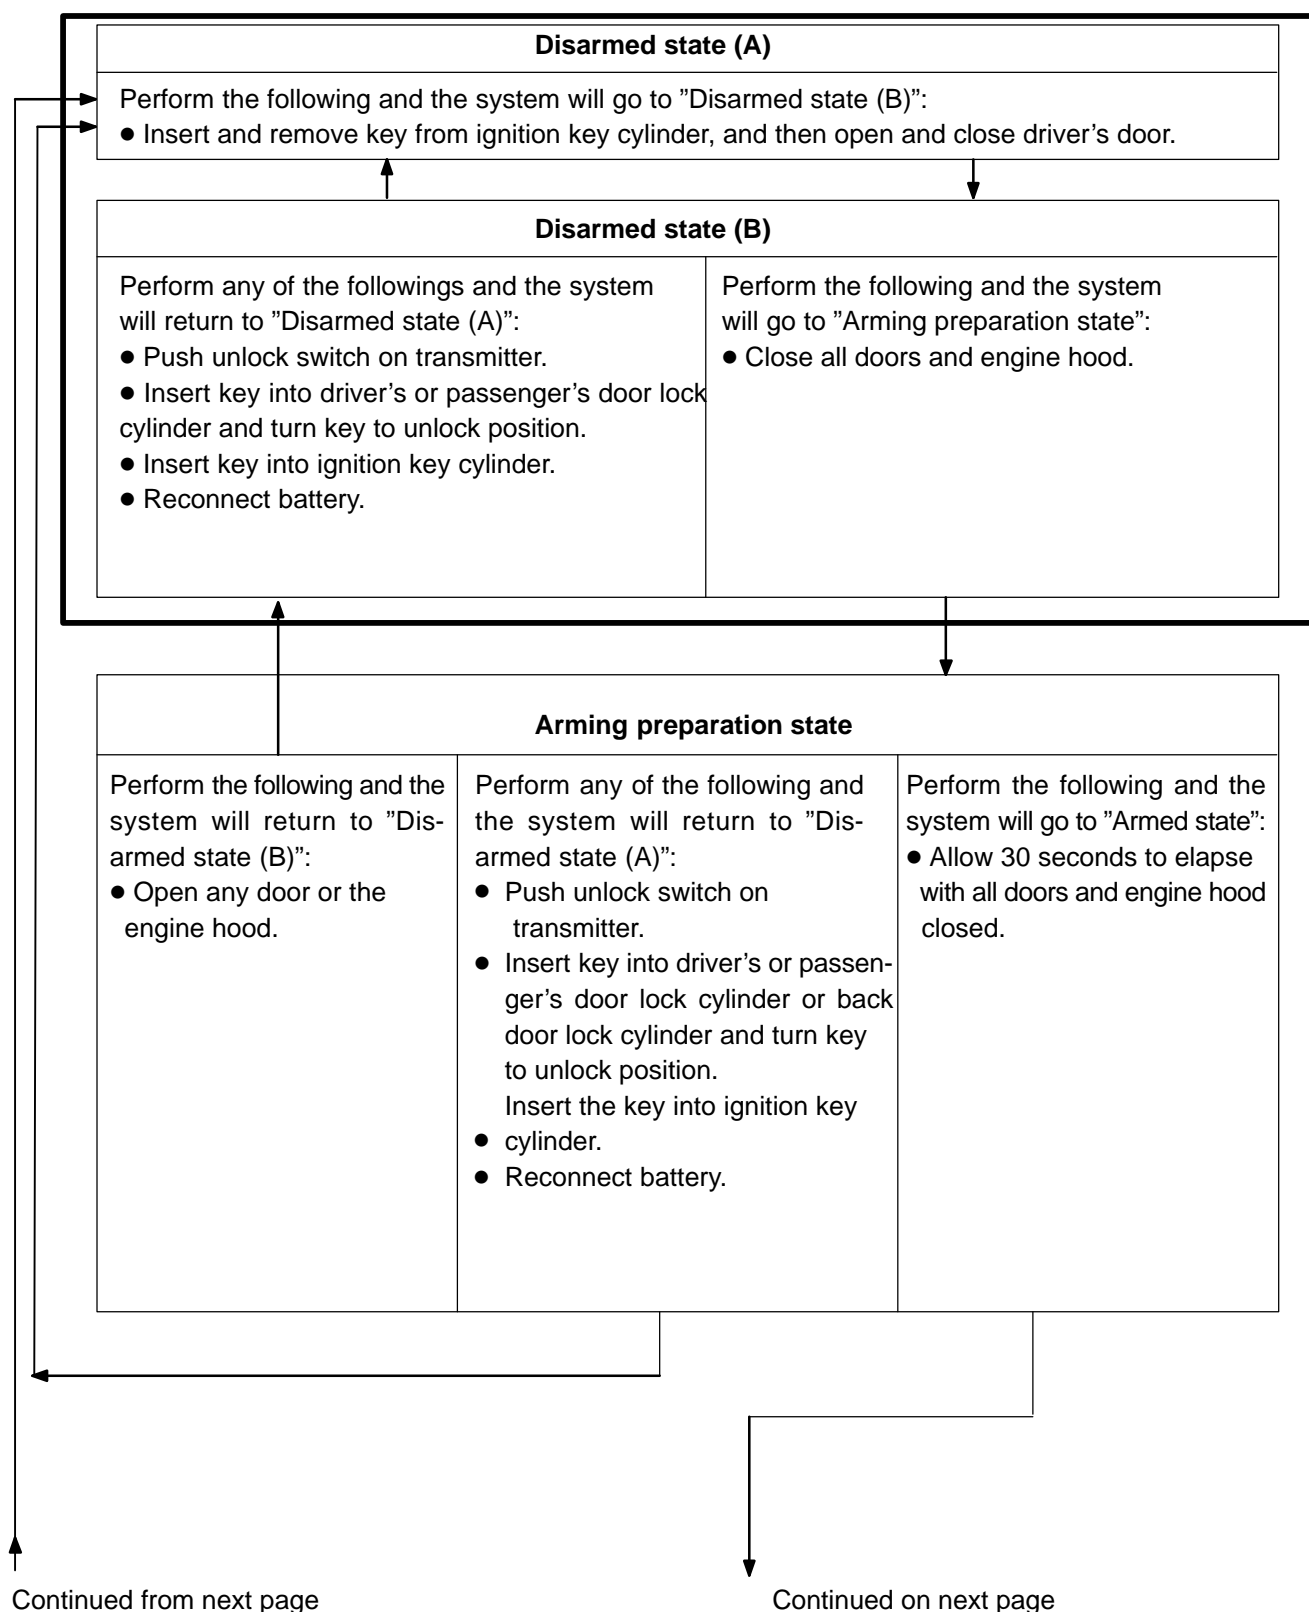 Disarmed state (A)
Perform the following and the system will go to ”Disarmed state (B)”:
● Insert and remove key from ignition key cylinder, and then open and close driver’s door.
Disarmed state (B)
Perform any of the followings and the system
will return to ”Disarmed state (A)”:
● Push unlock switch on transmitter.
● Insert key into driver’s or passenger’s door lock
cylinder and turn key to unlock position.
● Insert key into ignition key cylinder.
● Reconnect battery.
Perform the following and the system
will go to ”Arming preparation state”:
● Close all doors and engine hood.
Arming preparation state
Perform the following and the
system will return to ”Dis-
armed state (B)”:
● Open any door or the
engine hood.
Perform any of the following and
the system will return to ”Dis-
armed state (A)”:
● Push unlock switch on
transmitter.
● Insert key into driver’s or passen-
ger’s door lock cylinder or back
door lock cylinder and turn key
to unlock position.
Insert the key into ignition key
● cylinder.
● Reconnect battery.
Perform the following and the
system will go to ”Armed state”:
● Allow 30 seconds to elapse
with all doors and engine hood
closed.
Continued from next page
Continued on next page